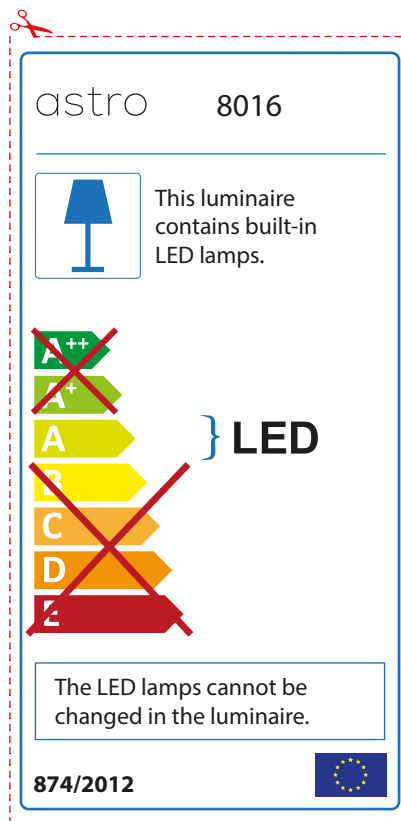 astro 8016
This luminaire
contains built-in
LED lamps.
A++
A+
A
} LED
B
C
D
E
The LED lamps cannot be
changed in the luminaire.
874/2012